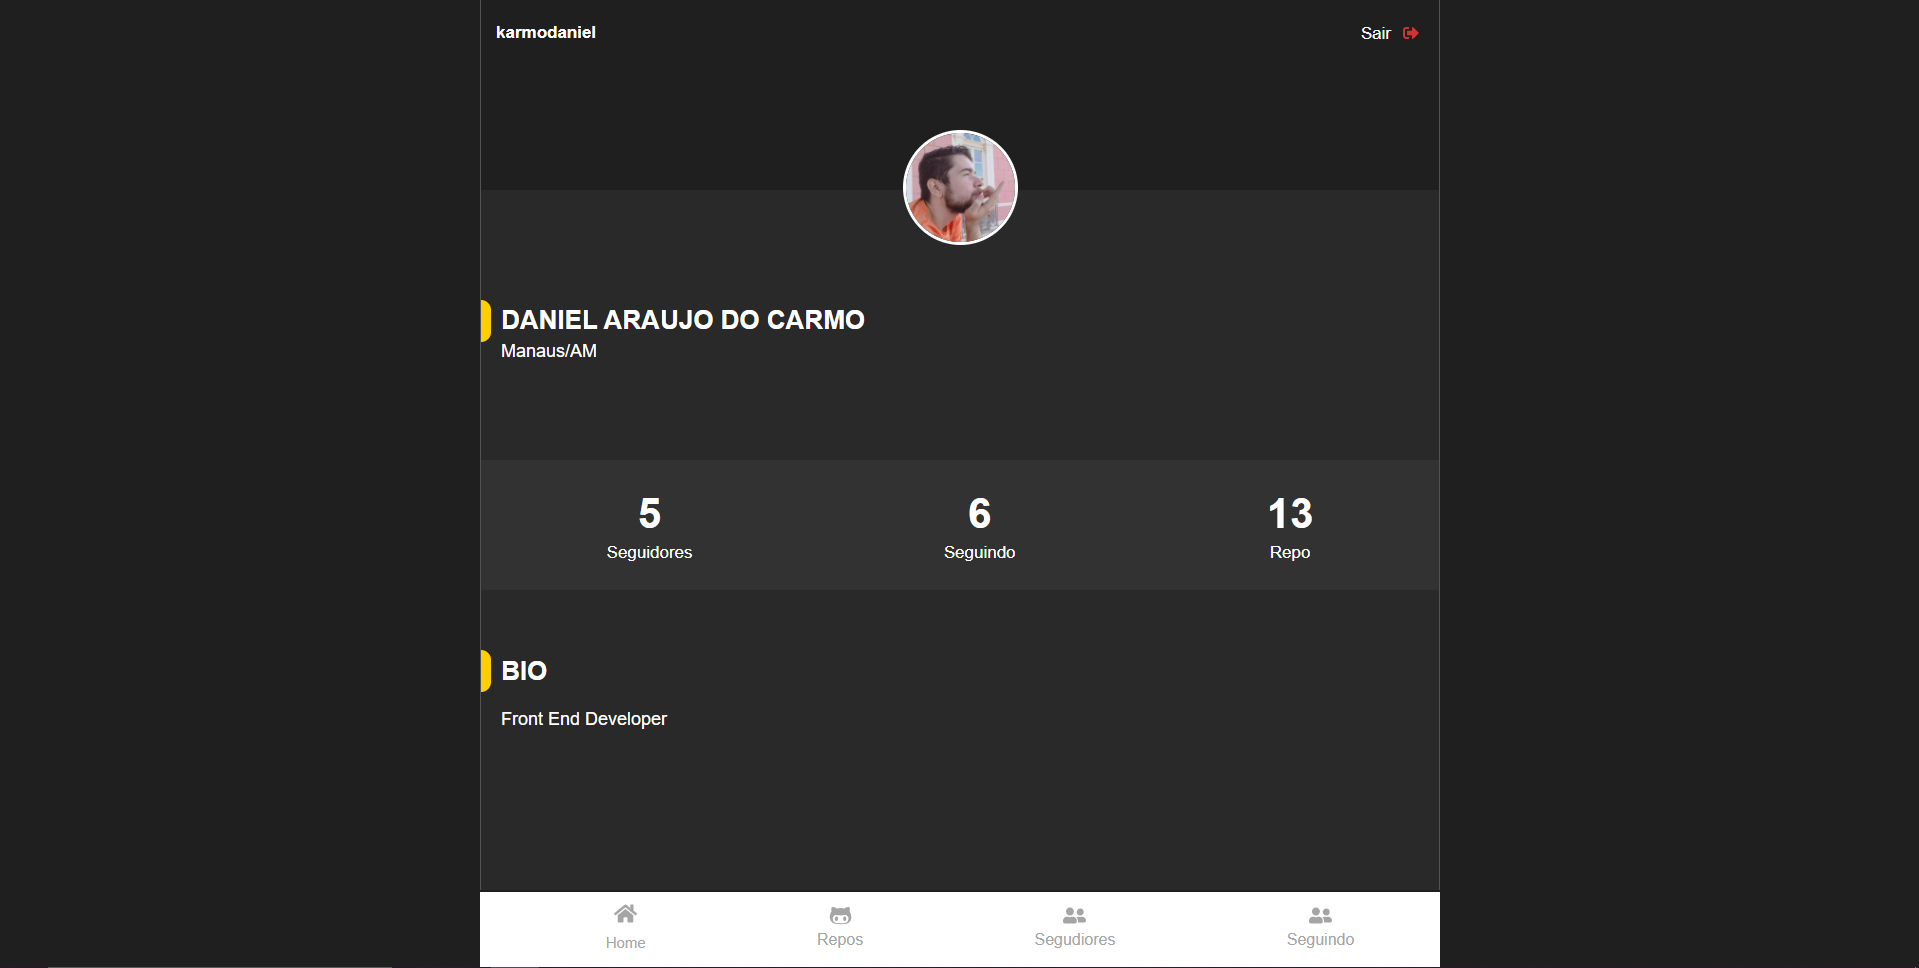 karmodaniel
Sair
DANIEL ARAUJO DO CARMO
Manaus/AM
5
6
13
Seguidores
Seguindo
Repo
BIO
Front End Developer
Home
Repos
Segudiores
Seguindo